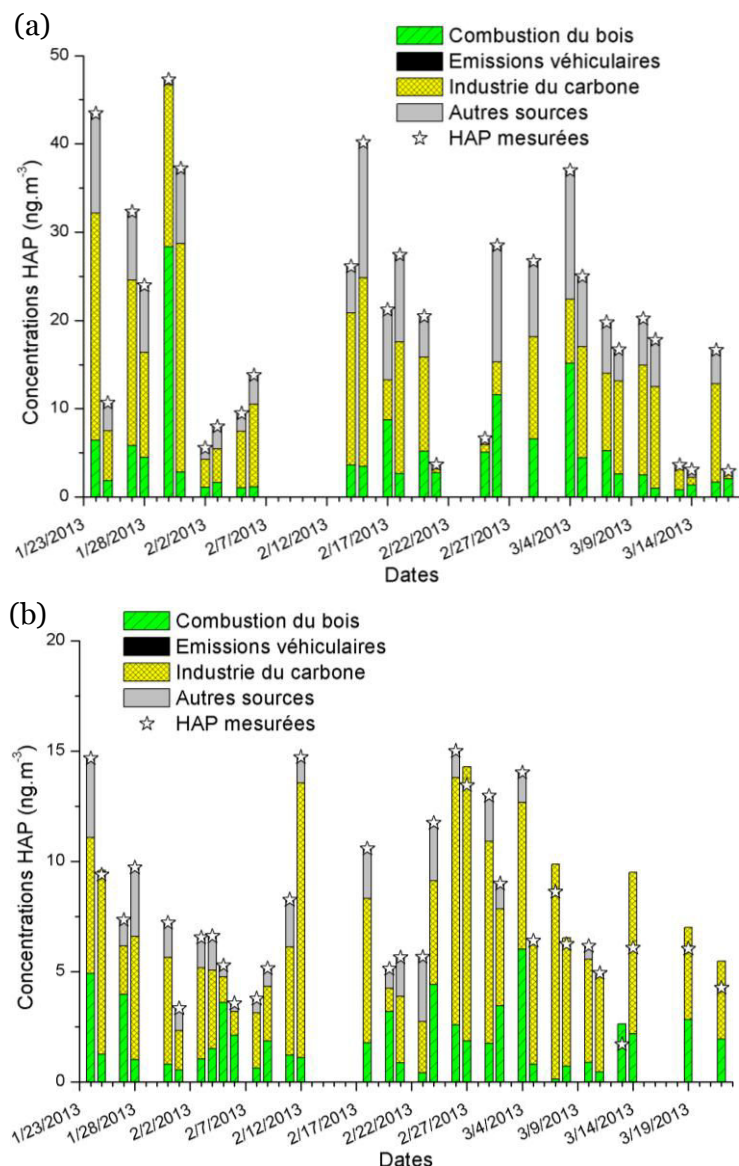 (a)
Combustion du bois
Emissions véhiculaires
Industrie du carbone
Autres sources
HAP mesurées
Concentrations HAP (ng.m-3)
50
40
30
20
10
0
1/23/2013
1/28/2013
2/2/2013
2/7/2013
2/12/2013
2/17/2013
2/22/2013
2/27/2013
3/4/2013
3/9/2013
3/14/2013
Dates
(b)
Combustion du bois
Emissions véhiculaires
Industrie du carbone
Autres sources
HAP mesurées
Concentrations HAP (ng.m-3)
20
15
10
5
0
1/23/2013
1/28/2013
2/2/2013
2/7/2013
2/12/2013
2/17/2013
2/22/2013
2/27/2013
3/4/2013
3/9/2013
3/14/2013
3/19/2013
Dates